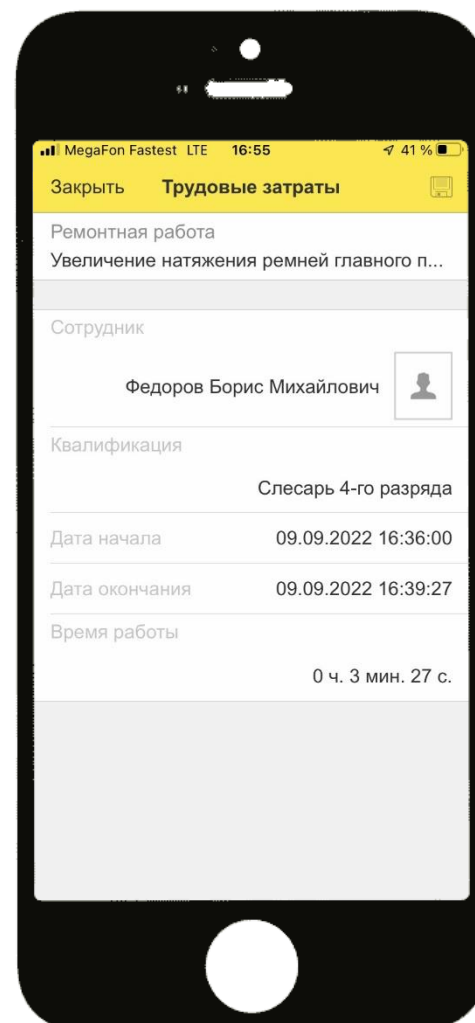 MegaFon Fastest LTE 16:55 41 %
Закрыть Трудовые затраты
Ремонтная работа
Увеличение натяжения ремней главного п...
Сотрудник
Федоров Борис Михайлович
Квалификация
Слесарь 4-го разряда
Дата начала 09.09.2022 16:36:00
Дата окончания 09.09.2022 16:39:27
Время работы
0 ч. 3 мин. 27 с.